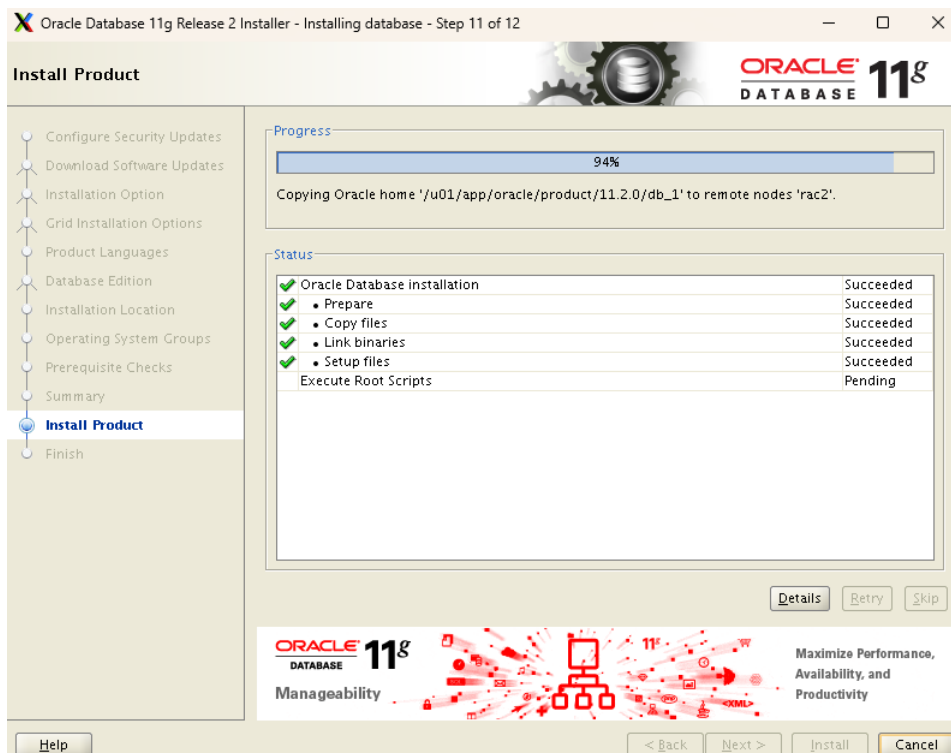 Oracle Database 11g Release 2 Installer - Installing database - Step 11 of 12
Install Product
ORACLE DATABASE 11g
Configure Security Updates
Download Software Updates
Installation Option
Grid Installation Options
Product Languages
Database Edition
Installation Location
Operating System Groups
Prerequisite Checks
Summary
Install Product
Finish
Progress
94%
Copying Oracle home '/u01/app/oracle/product/11.2.0/db_1' to remote nodes 'rac2'.
Status
Oracle Database installation Succeeded
• Prepare Succeeded
• Copy files Succeeded
• Link binaries Succeeded
• Setup files Succeeded
Execute Root Scripts Pending
Details Retry Skip
ORACLE DATABASE 11g
Manageability
11g
<XML>
Maximize Performance,
Availability, and
Productivity
Help < Back Next > Install Cancel